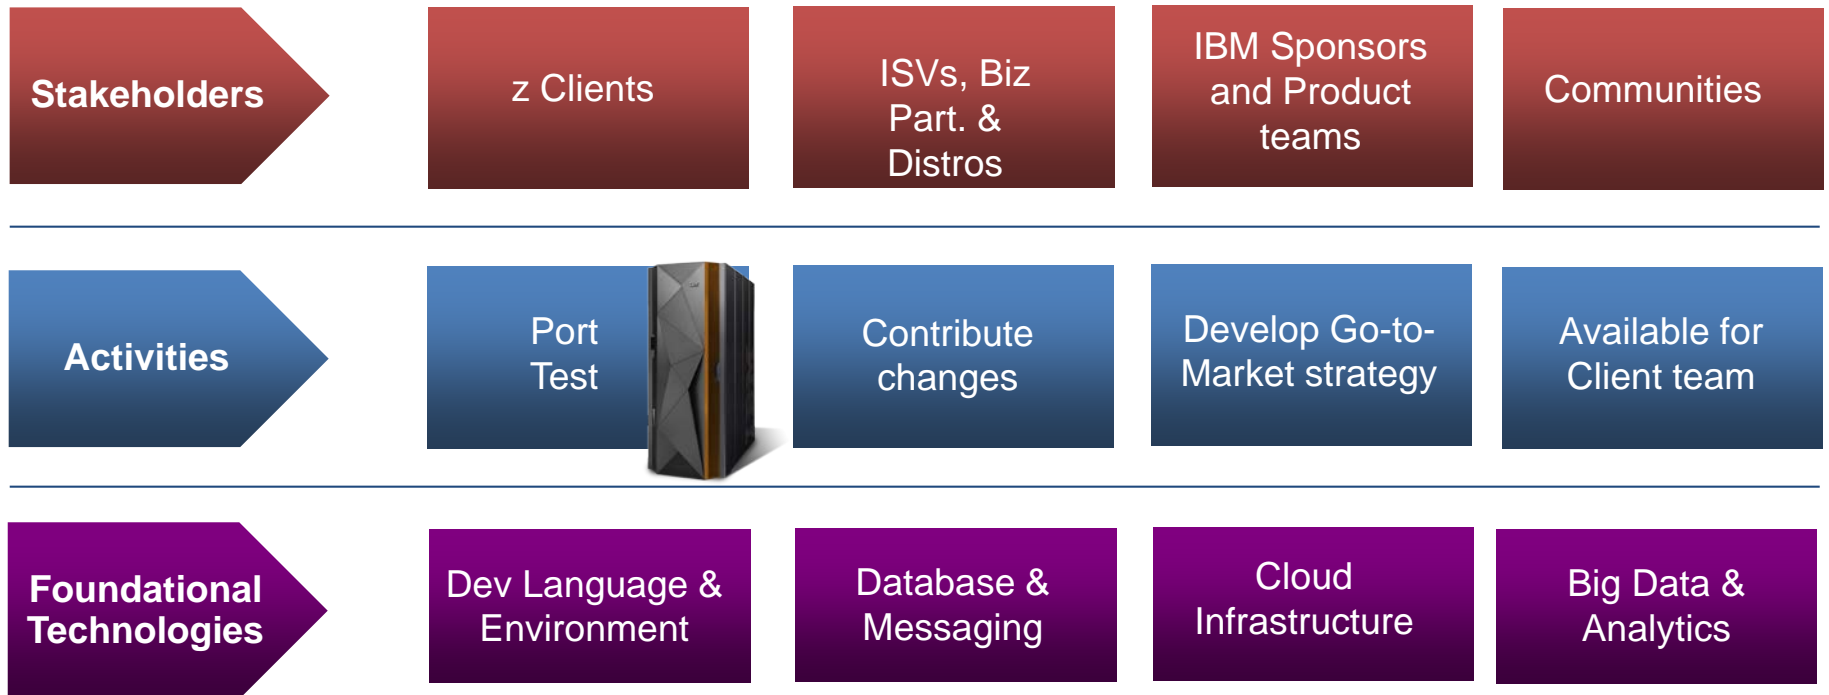 Stakeholders
z Clients
ISVs, Biz
Part. &
Distros
IBM Sponsors
and Product
teams
Communities
Activities
Port
Test
Contribute
changes
Develop Go-to-
Market strategy
Available for
Client team
Foundational
Technologies
Dev Language &
Environment
Database &
Messaging
Cloud
Infrastructure
Big Data &
Analytics